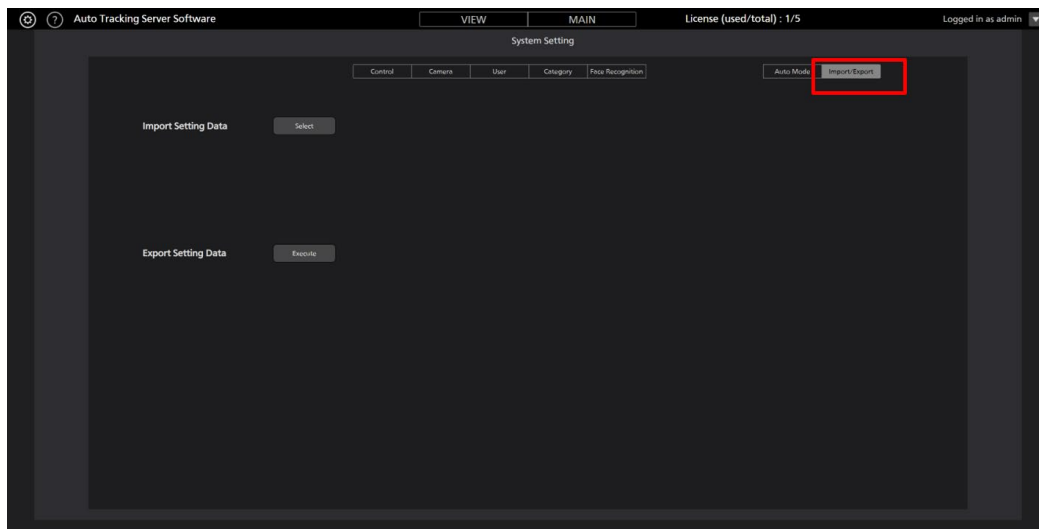 Auto Tracking Server Software VIEW MAIN License (used/total) : 1/5 Logged in as admin
System Setting
Control Camera User Category Face Recognition Auto Mode Import/Export
Import Setting Data Select
Export Setting Data Execute